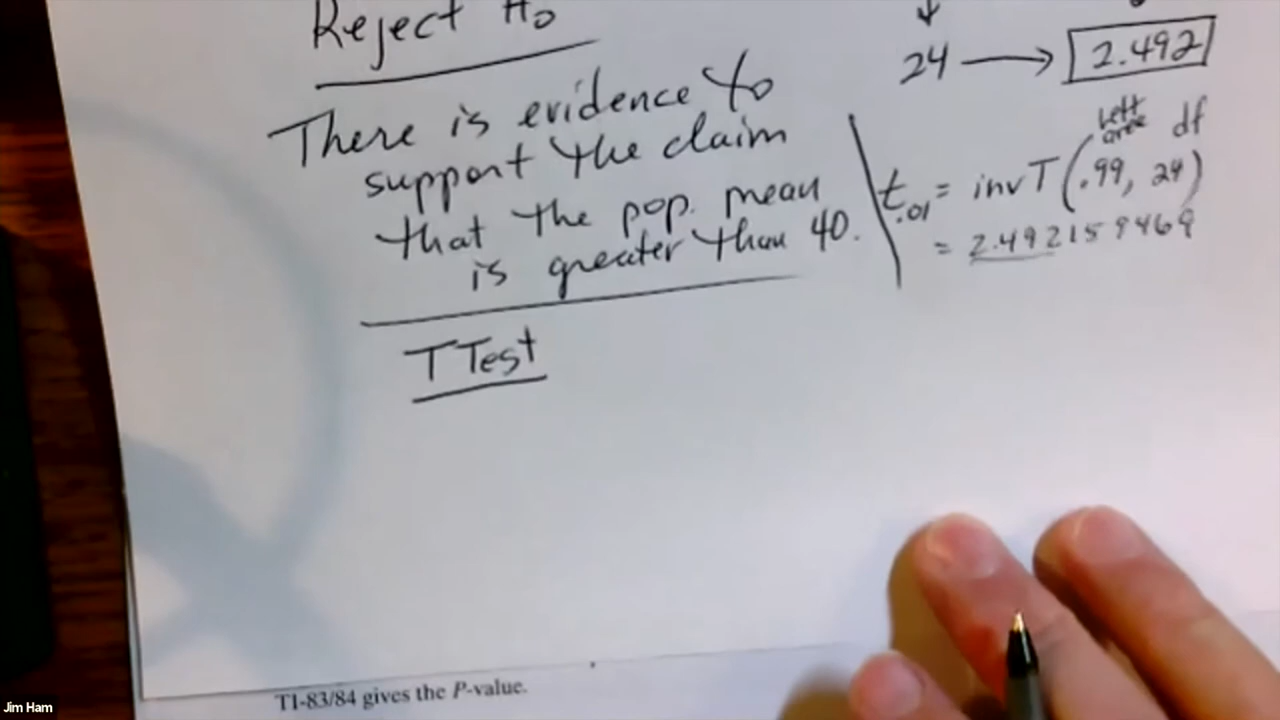 Reject H₀
There is evidence to
support the claim
that the pop. mean
is greater than 40.
24 → 2.492
left area df
t.01 = invT(.99, 24)
= 2.492159469
T Test
TI-83/84 gives the P-value.
Jim Ham